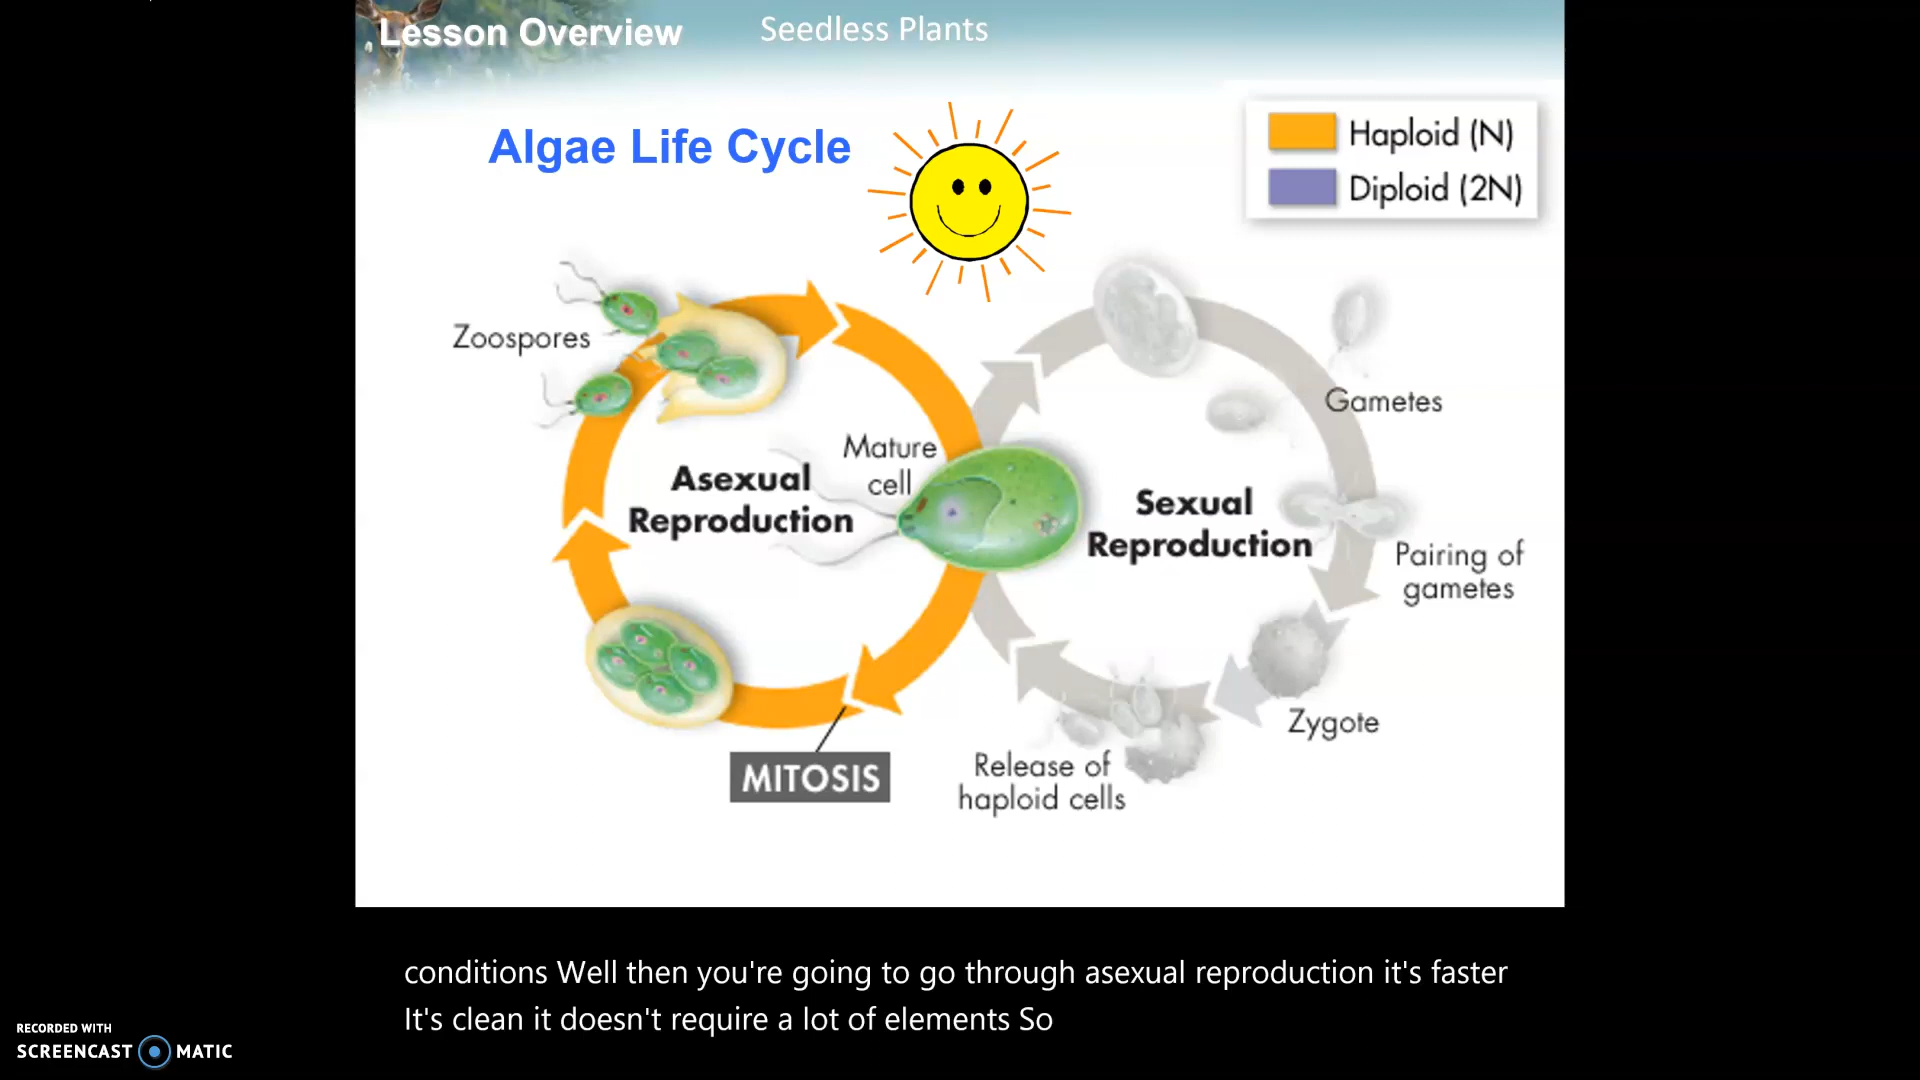 Lesson Overview
Seedless Plants
Algae Life Cycle
Haploid (N)
Diploid (2N)
Zoospores
Gametes
Mature
cell
Asexual
Reproduction
Sexual
Reproduction
Pairing of
gametes
Zygote
MITOSIS
Release of
haploid cells
conditions Well then you're going to go through asexual reproduction it's faster
It's clean it doesn't require a lot of elements So
RECORDED WITH
SCREENCAST MATIC